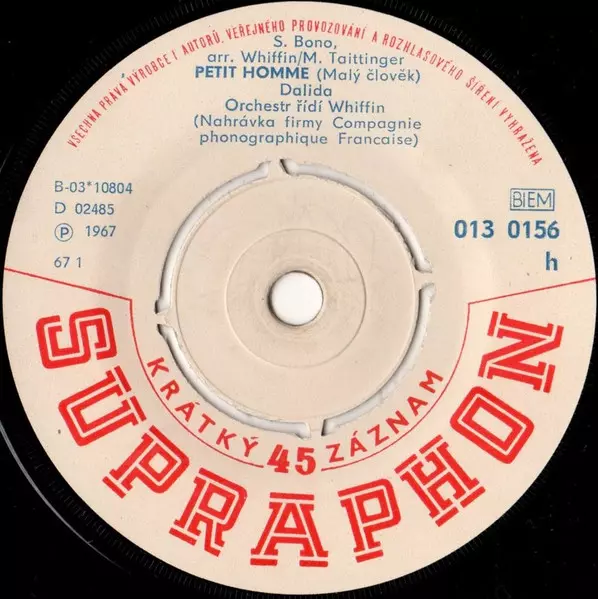 VŠECHNA PRÁVA VÝROBCE I AUTORŮ, VEŘEJNÉHO PROVOZOVÁNÍ A ROZHLASOVÉHO ŠÍŘENÍ VYHRAŽENA
S. Bono,
arr. Whiffin/M. Taittinger
PETIT HOMME (Malý člověk)
Dalida
Orchestr řídí Whiffin
(Nahrávka firmy Compagnie
phonographique Francaise)
B-03*10804
D 02485
Ⓟ 1967
67 1
BIEM
013 0156
h
KRÁTKÝ 45 ZÁZNAM
SUPRAPHON